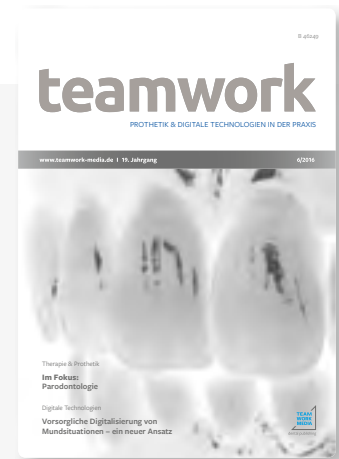 teamwork
PROTHETIK & DIGITALE TECHNOLOGIEN IN DER PRAXIS
www.teamwork-media.de I 19. Jahrgang
6/2016
Therapie & Prothetik
Im Fokus:
Parodontologie
Digitale Technologien
Vorsorgliche Digitalisierung von
Mundsituationen – ein neuer Ansatz
TEAM
WORK
MEDIA